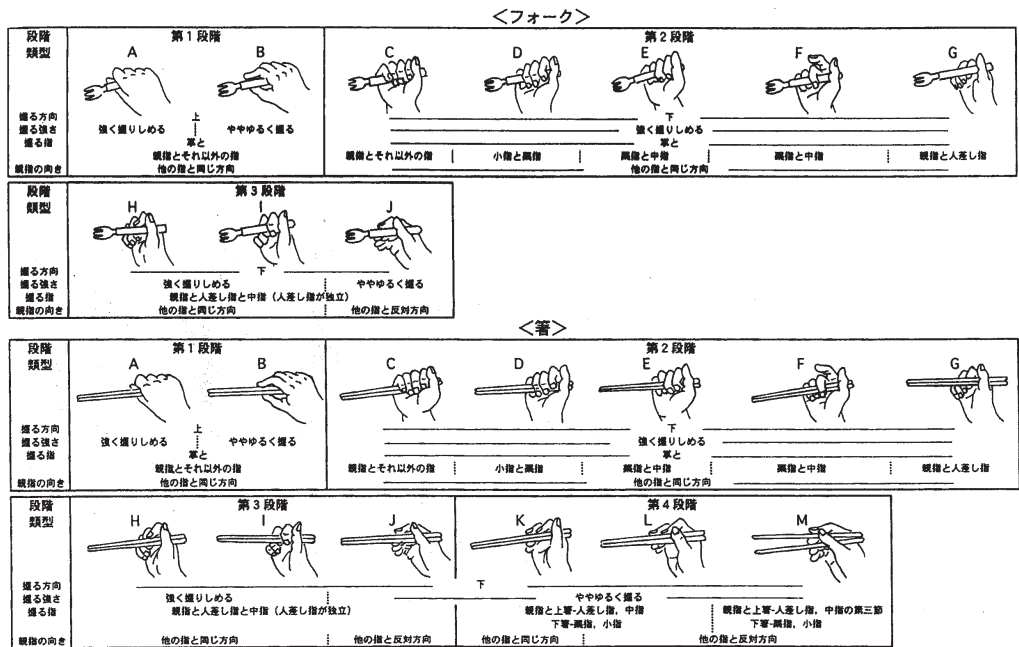 ＜フォーク＞
段階 第1段階 第2段階
類型 A B C D E F G
握る方向 上 下
握る強さ 強く握りしめる ややゆるく握る 強く握りしめる
握る指 掌と 掌と
親指とそれ以外の指 親指とそれ以外の指 小指と薬指 薬指と中指 薬指と中指 親指と人差し指
親指の向き 他の指と同じ方向 他の指と同じ方向
段階 第3段階
類型 H I J
握る方向 下
握る強さ 強く握りしめる ややゆるく握る
握る指 親指と人差し指と中指（人差し指が独立）
親指の向き 他の指と同じ方向 他の指と反対方向
＜箸＞
段階 第1段階 第2段階
類型 A B C D E F G
握る方向 上 下
握る強さ 強く握りしめる ややゆるく握る 強く握りしめる
握る指 掌と 掌と
親指とそれ以外の指 親指とそれ以外の指 小指と薬指 薬指と中指 薬指と中指 親指と人差し指
親指の向き 他の指と同じ方向 他の指と同じ方向
段階 第3段階 第4段階
類型 H I J K L M
握る方向 下
握る強さ 強く握りしめる ややゆるく握る
握る指 親指と人差し指と中指（人差し指が独立） 親指と上箸-人差し指，中指 親指と上箸-人差し指，中指の第三節
下箸-薬指，小指 下箸-薬指，小指
親指の向き 他の指と同じ方向 他の指と反対方向 他の指と同じ方向 他の指と反対方向